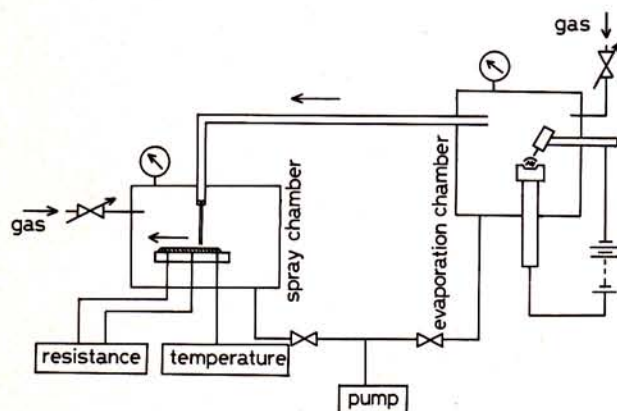 gas
gas
spray chamber
evaporation chamber
resistance
temperature
pump